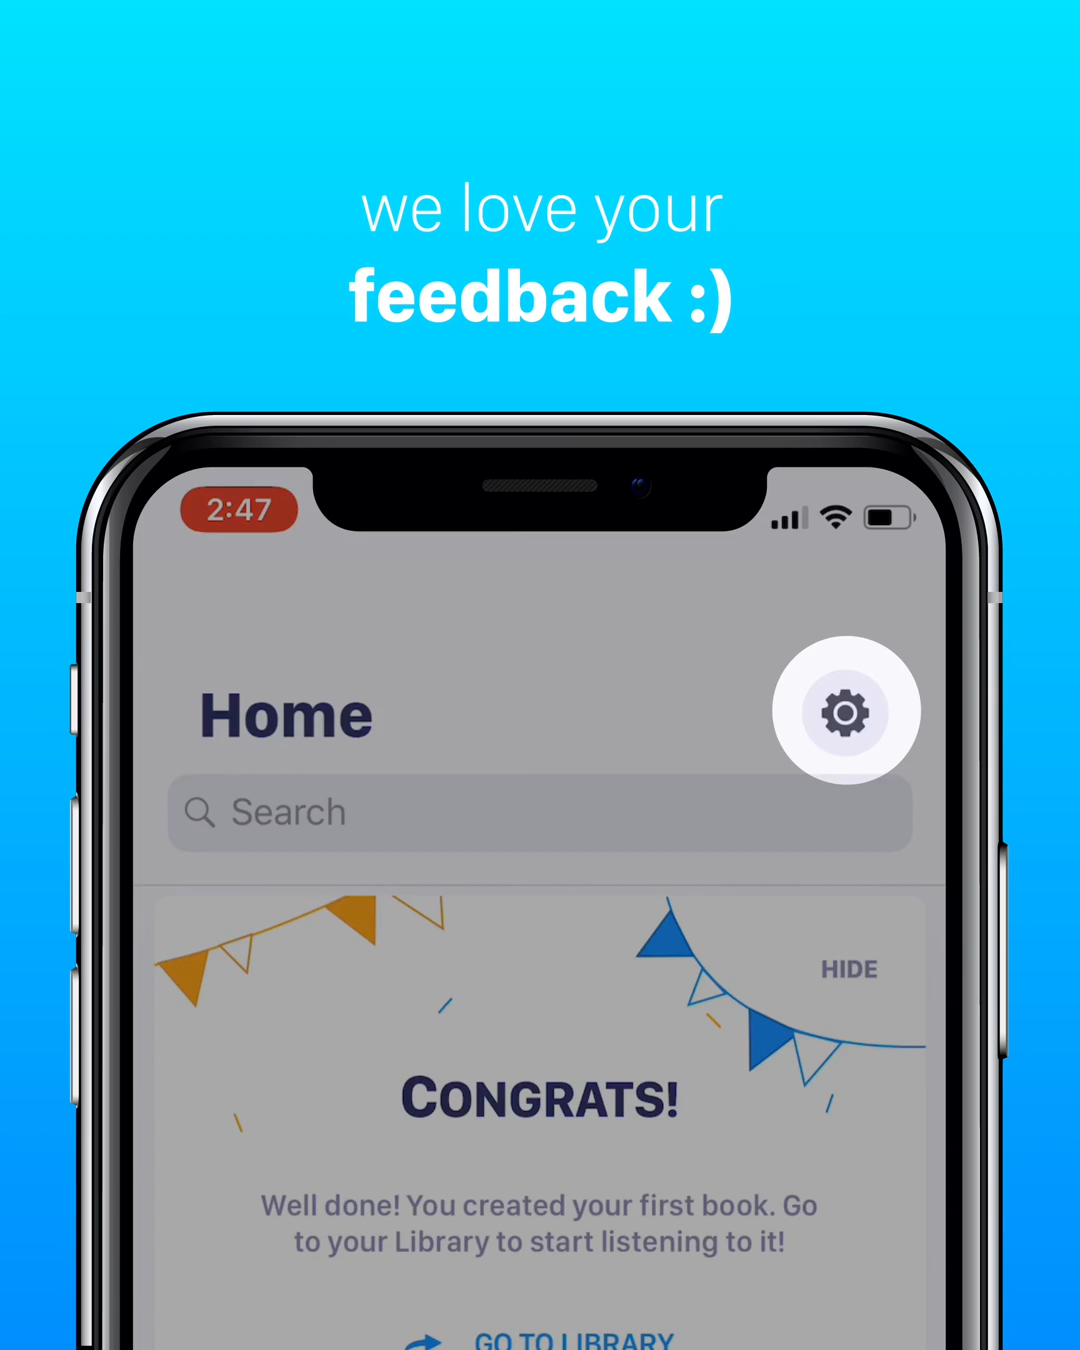 we love your
feedback :)
2:47
Home
Search
HIDE
CONGRATS!
Well done! You created your first book. Go
to your Library to start listening to it!
GO TO LIBRARY